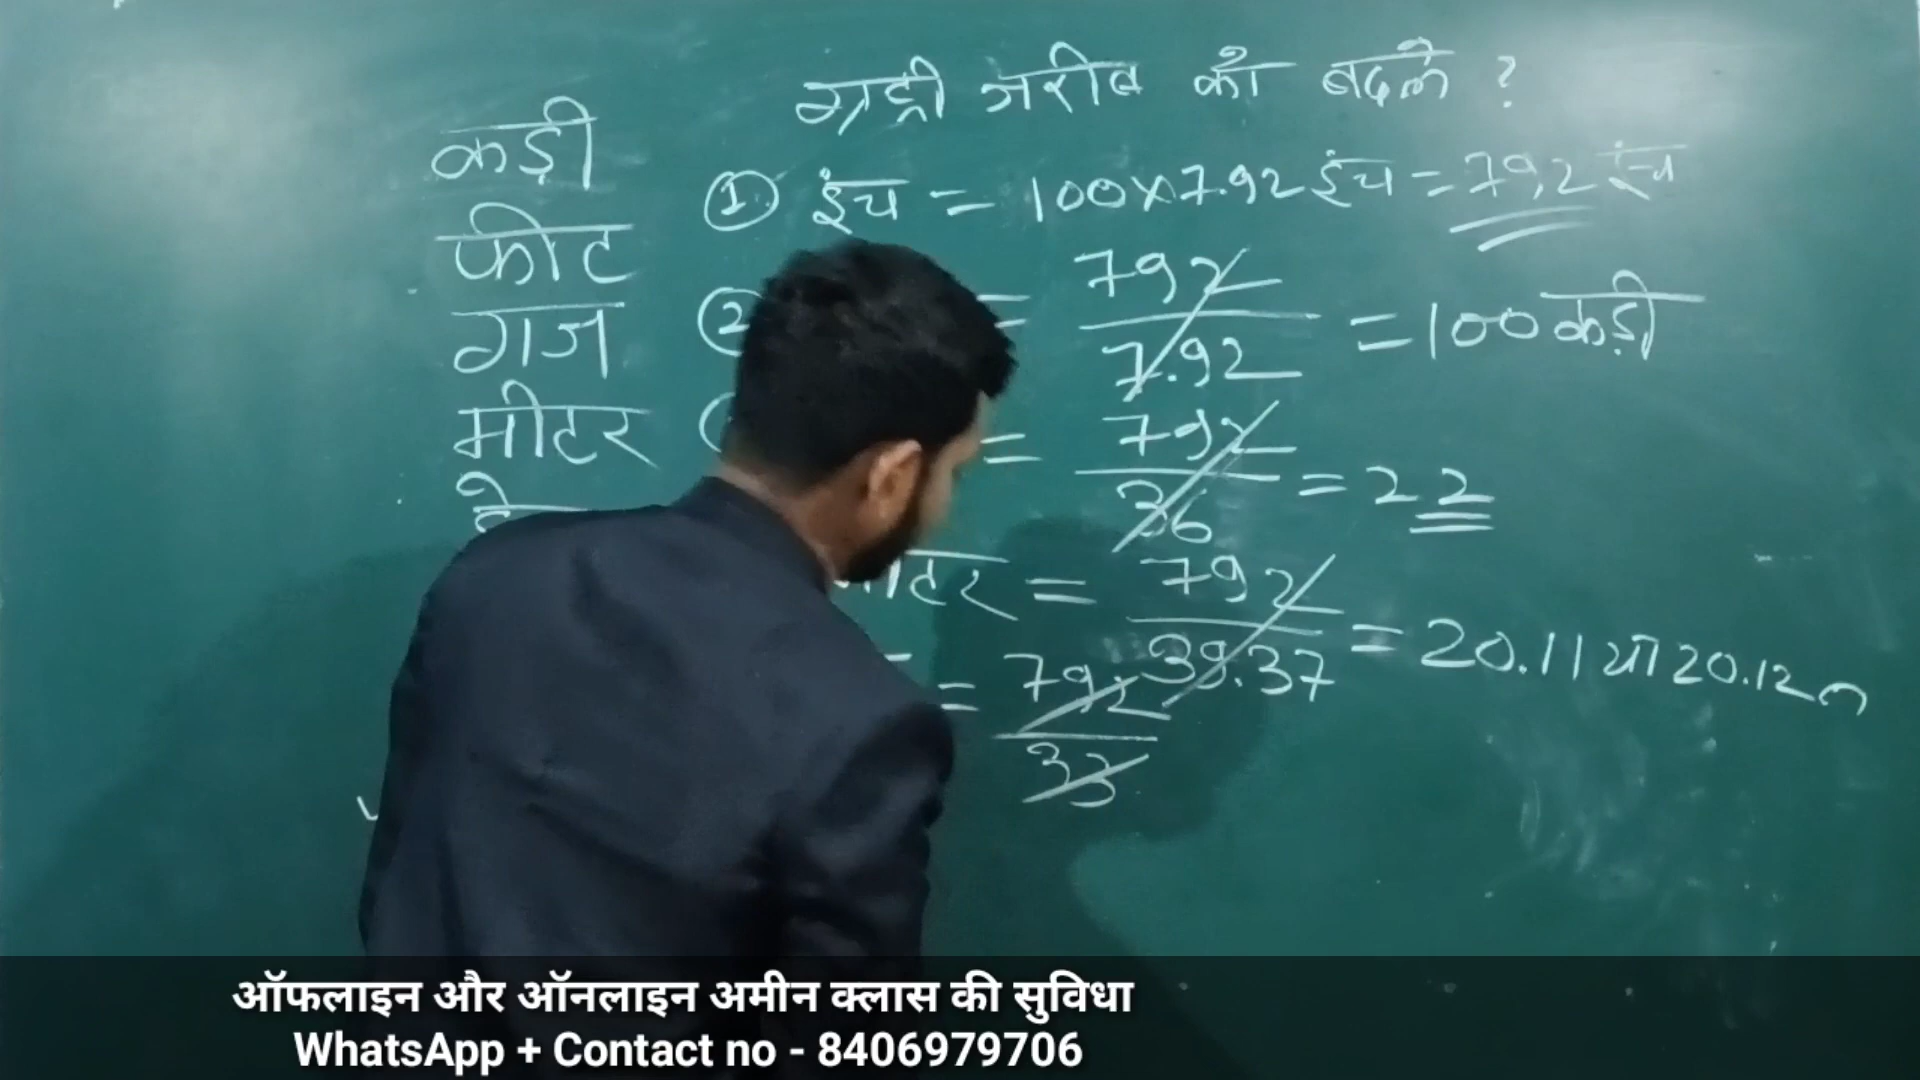 जरीब को बदले ?
कड़ी
फीट
गज
मीटर
① इंच = 100×7.92 इंच = 792 इंच
② = 792/7.92 = 100 कड़ी
= 792/36 = 22
मीटर = 792/39.37 = 20.11 या 20.12
= 792/33
ऑफलाइन और ऑनलाइन अमीन क्लास की सुविधा
WhatsApp + Contact no - 8406979706